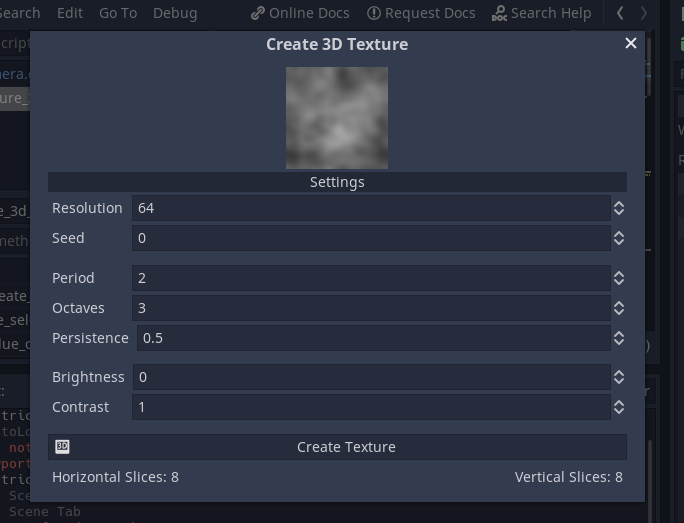 Search Edit Go To Debug Online Docs Request Docs Search Help
Create 3D Texture
Settings
Resolution 64
Seed 0
Period 2
Octaves 3
Persistence 0.5
Brightness 0
Contrast 1
3D Create Texture
Horizontal Slices: 8 Vertical Slices: 8
Scene Tab